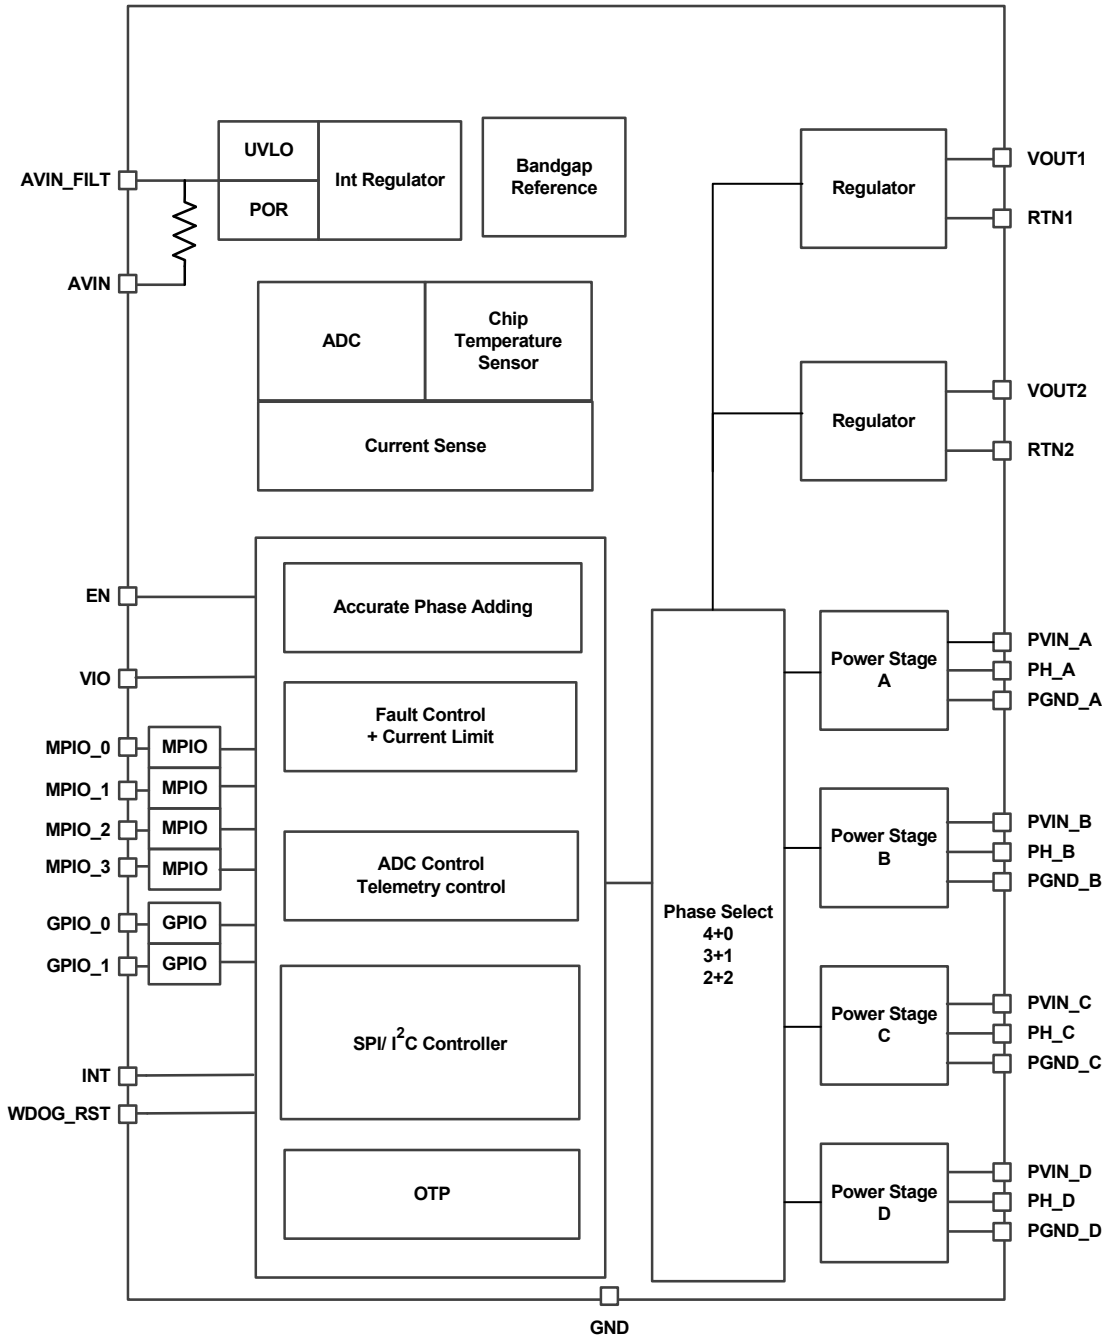 AVIN_FILT
AVIN
UVLO
POR
Int Regulator
Bandgap
Reference
Regulator
VOUT1
RTN1
ADC
Chip
Temperature
Sensor
Current Sense
Regulator
VOUT2
RTN2
EN
VIO
MPIO_0
MPIO
MPIO_1
MPIO
MPIO_2
MPIO
MPIO_3
MPIO
GPIO_0
GPIO
GPIO_1
GPIO
INT
WDOG_RST
Accurate Phase Adding
Fault Control
+ Current Limit
ADC Control
Telemetry control
SPI/ I²C Controller
OTP
Phase Select
4+0
3+1
2+2
Power Stage
A
PVIN_A
PH_A
PGND_A
Power Stage
B
PVIN_B
PH_B
PGND_B
Power Stage
C
PVIN_C
PH_C
PGND_C
Power Stage
D
PVIN_D
PH_D
PGND_D
GND